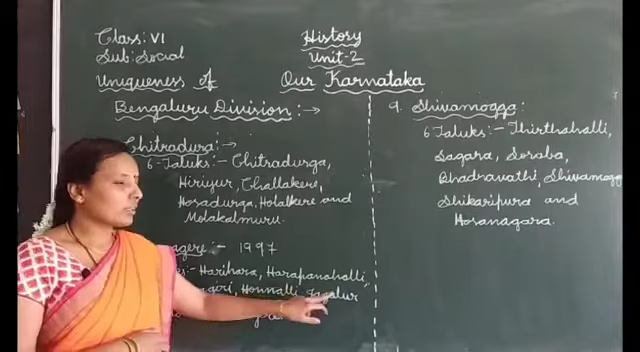 Class: VI
Sub: Social
History
Unit-2
Uniqueness of Our Karnataka
Bengaluru Division :→
Chitradura :→
6-Taluks:- Chitradurga,
Hiriyur, Challakere,
Hosadurga, Holalkere and
Molakalmuru.
:- 1997
:- Harihara, Harapanahalli,
Honnalli
9. Shivamogga:
6 Taluks:- Thirthahalli,
Sagara, Soraba,
Bhadravathi, Shivamogga
Shikaripura and
Hosanagara.